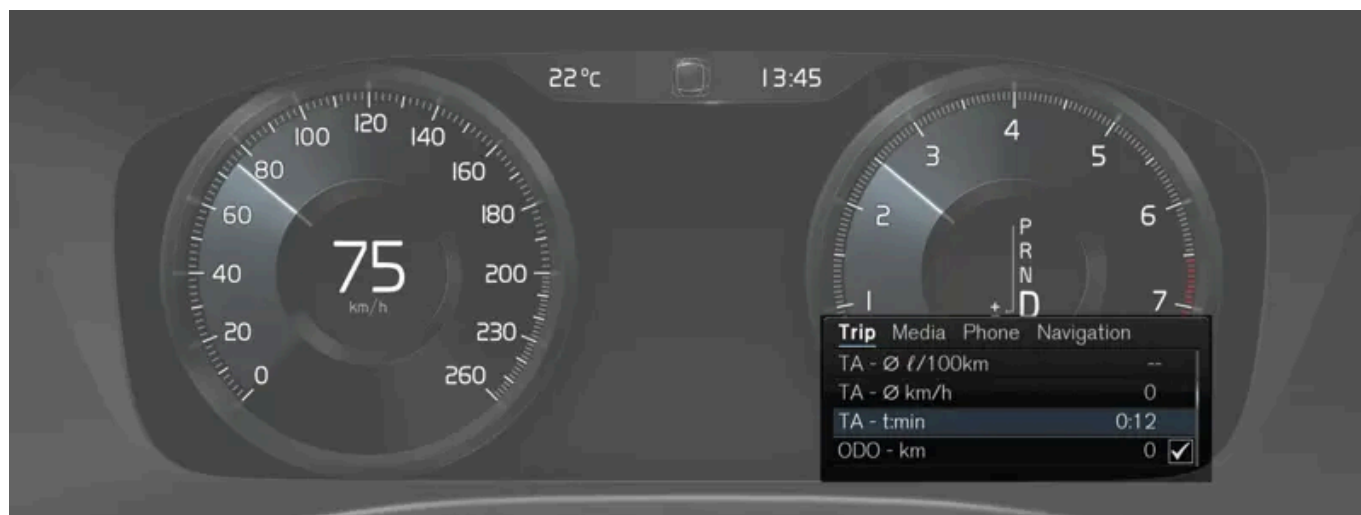 22°c 13:45
0
20
40
60
80
100
120
140
160
180
200
230
260
75
km/h
1
2
3
4
5
6
7
P
R
N
D
±
Trip Media Phone Navigation
TA - Ø ℓ/100km --
TA - Ø km/h 0
TA - t:min 0:12
ODO - km 0